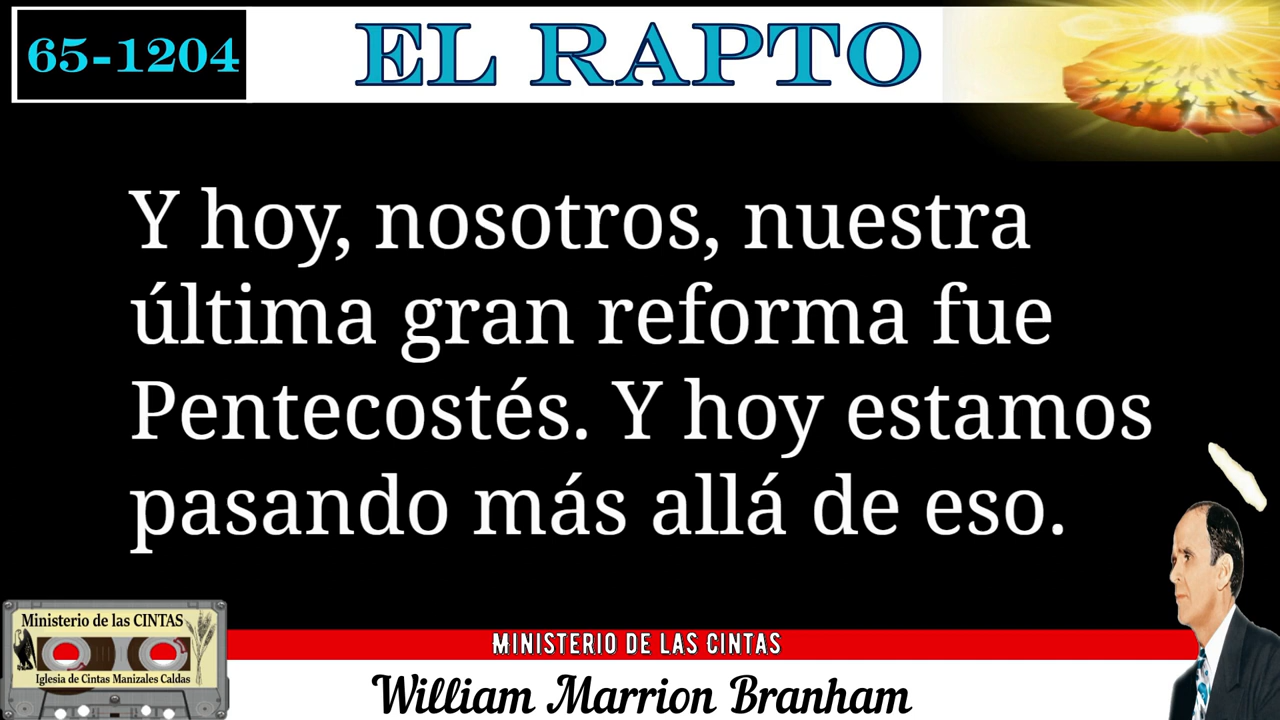 65-1204
EL RAPTO
Y hoy, nosotros, nuestra
última gran reforma fue
Pentecostés. Y hoy estamos
pasando más allá de eso.
Ministerio de las CINTAS
Iglesia de Cintas Manizales Caldas
MINISTERIO DE LAS CINTAS
William Marrion Branham